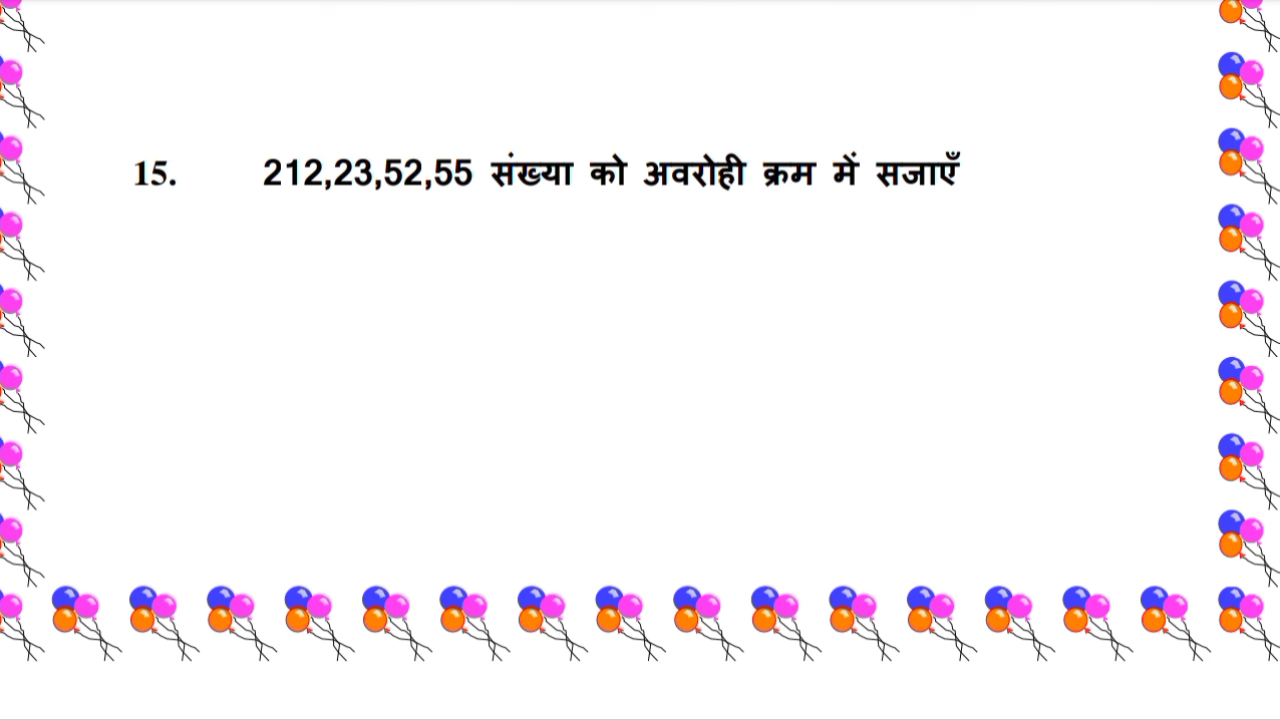 15. 212,23,52,55 संख्या को अवरोही क्रम में सजाएँ